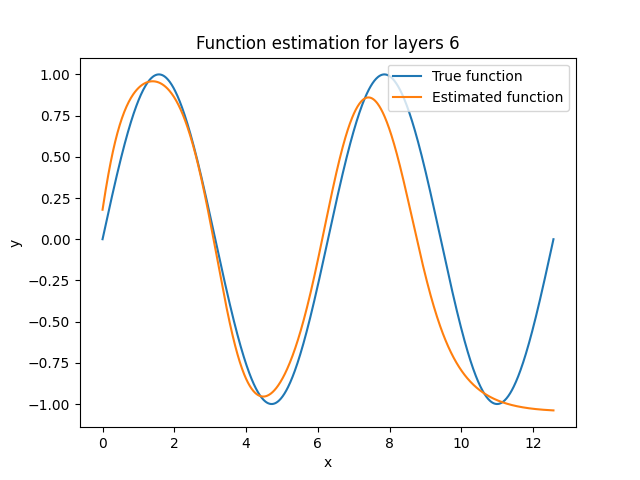 Function estimation for layers 6
True function
Estimated function
1.00
0.75
0.50
0.25
0.00
−0.25
−0.50
−0.75
−1.00
y
0 2 4 6 8 10 12
x